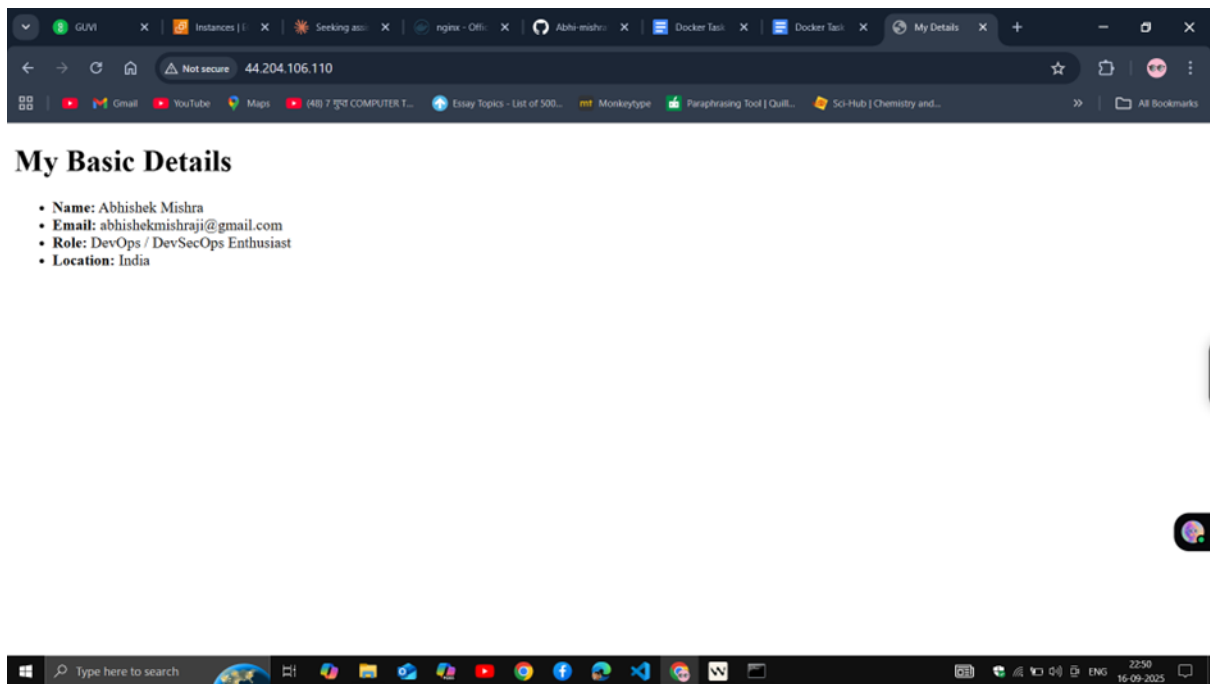 GUVI
Instances | E
Seeking assi
nginx - Offic
Abhi-mishra
Docker Task
Docker Task
My Details
Not secure 44.204.106.110
Gmail YouTube Maps (48) 7 गुप्त COMPUTER T... Essay Topics - List of 500... mt Monkeytype Paraphrasing Tool | Quill... Sci-Hub | Chemistry and... » All Bookmarks
My Basic Details
• Name: Abhishek Mishra
• Email: abhishekmishraji@gmail.com
• Role: DevOps / DevSecOps Enthusiast
• Location: India
Type here to search
ENG
22:50
16-09-2025